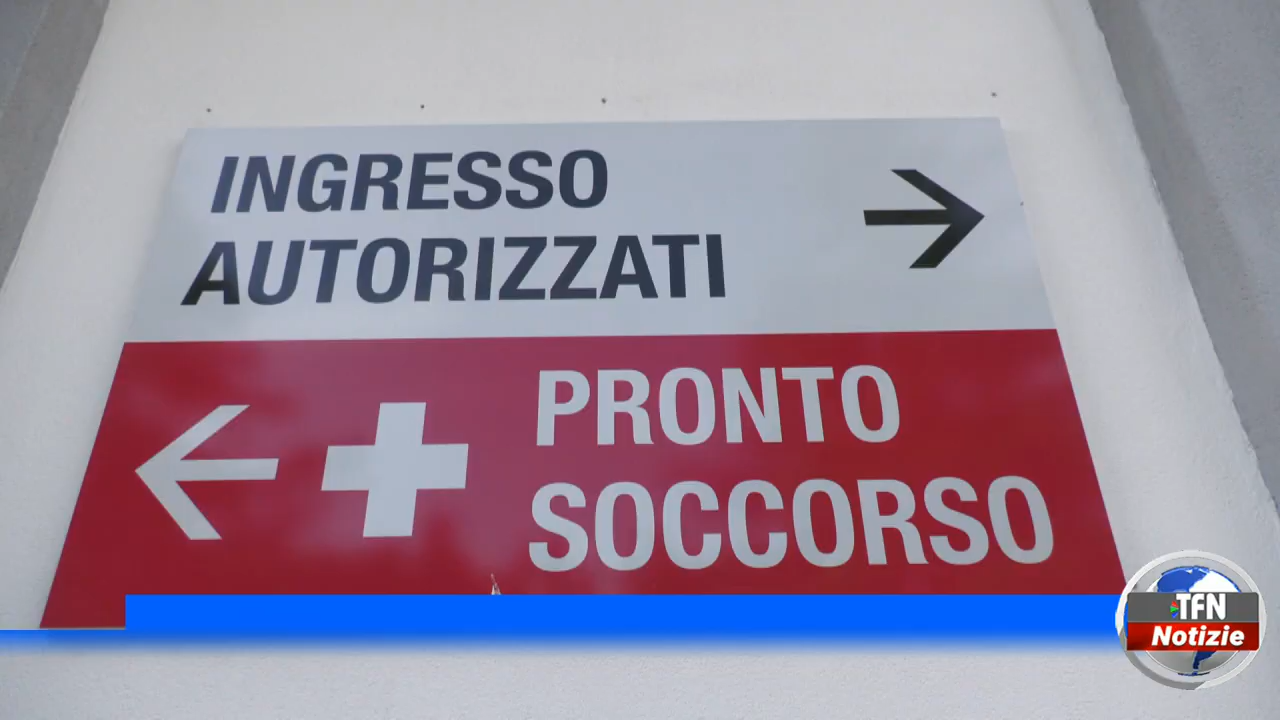 INGRESSO
AUTORIZZATI
PRONTO
SOCCORSO
TFN
Notizie